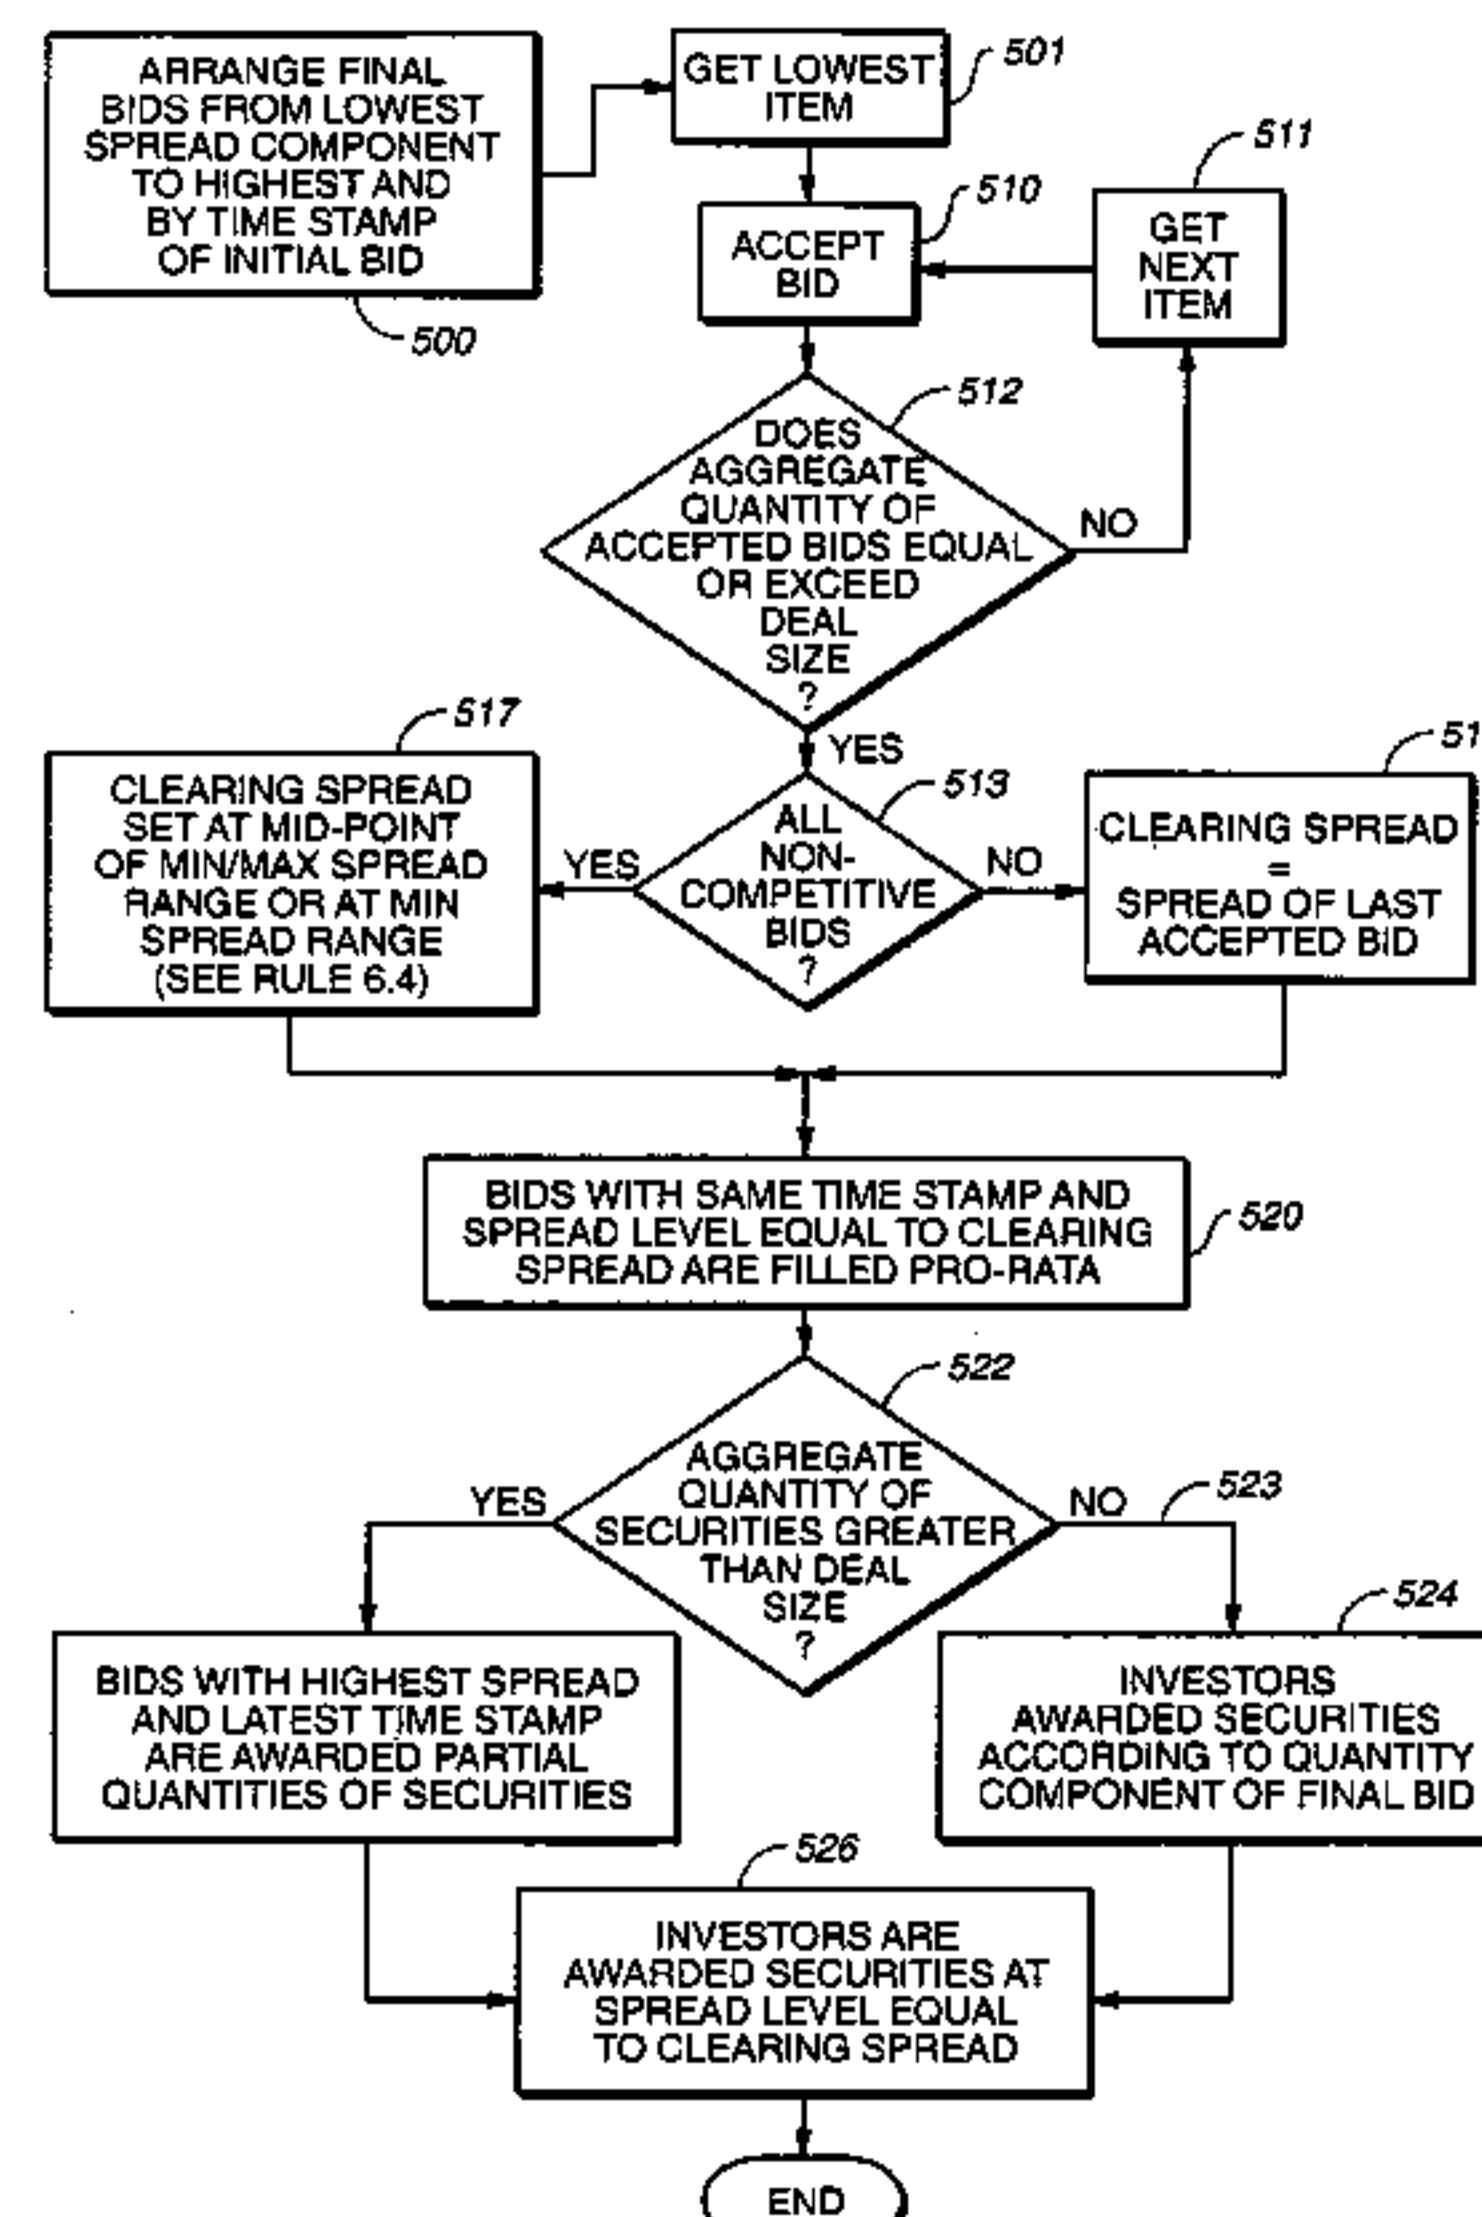 ARRANGE FINAL
BIDS FROM LOWEST
SPREAD COMPONENT
TO HIGHEST AND
BY TIME STAMP
OF INITIAL BID
500
GET LOWEST
ITEM
501
ACCEPT
BID
510
GET
NEXT
ITEM
511
DOES
AGGREGATE
QUANTITY OF
ACCEPTED BIDS EQUAL
OR EXCEED
DEAL
SIZE
?
512
NO
YES
ALL
NON-
COMPETITIVE
BIDS
?
513
YES
NO
CLEARING SPREAD
SET AT MID-POINT
OF MIN/MAX SPREAD
RANGE OR AT MIN
SPREAD RANGE
(SEE RULE 6.4)
517
CLEARING SPREAD
=
SPREAD OF LAST
ACCEPTED BID
51
BIDS WITH SAME TIME STAMP AND
SPREAD LEVEL EQUAL TO CLEARING
SPREAD ARE FILLED PRO-RATA
520
AGGREGATE
QUANTITY OF
SECURITIES GREATER
THAN DEAL
SIZE
?
522
YES
NO
523
BIDS WITH HIGHEST SPREAD
AND LATEST TIME STAMP
ARE AWARDED PARTIAL
QUANTITIES OF SECURITIES
INVESTORS
AWARDED SECURITIES
ACCORDING TO QUANTITY
COMPONENT OF FINAL BID
524
INVESTORS ARE
AWARDED SECURITIES AT
SPREAD LEVEL EQUAL
TO CLEARING SPREAD
526
END